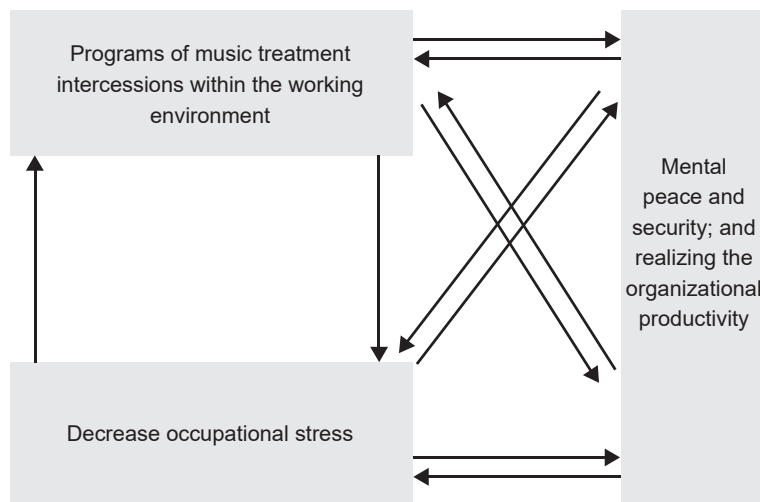 Programs of music treatment
intercessions within the working
environment
Mental
peace and
security; and
realizing the
organizational
productivity
Decrease occupational stress